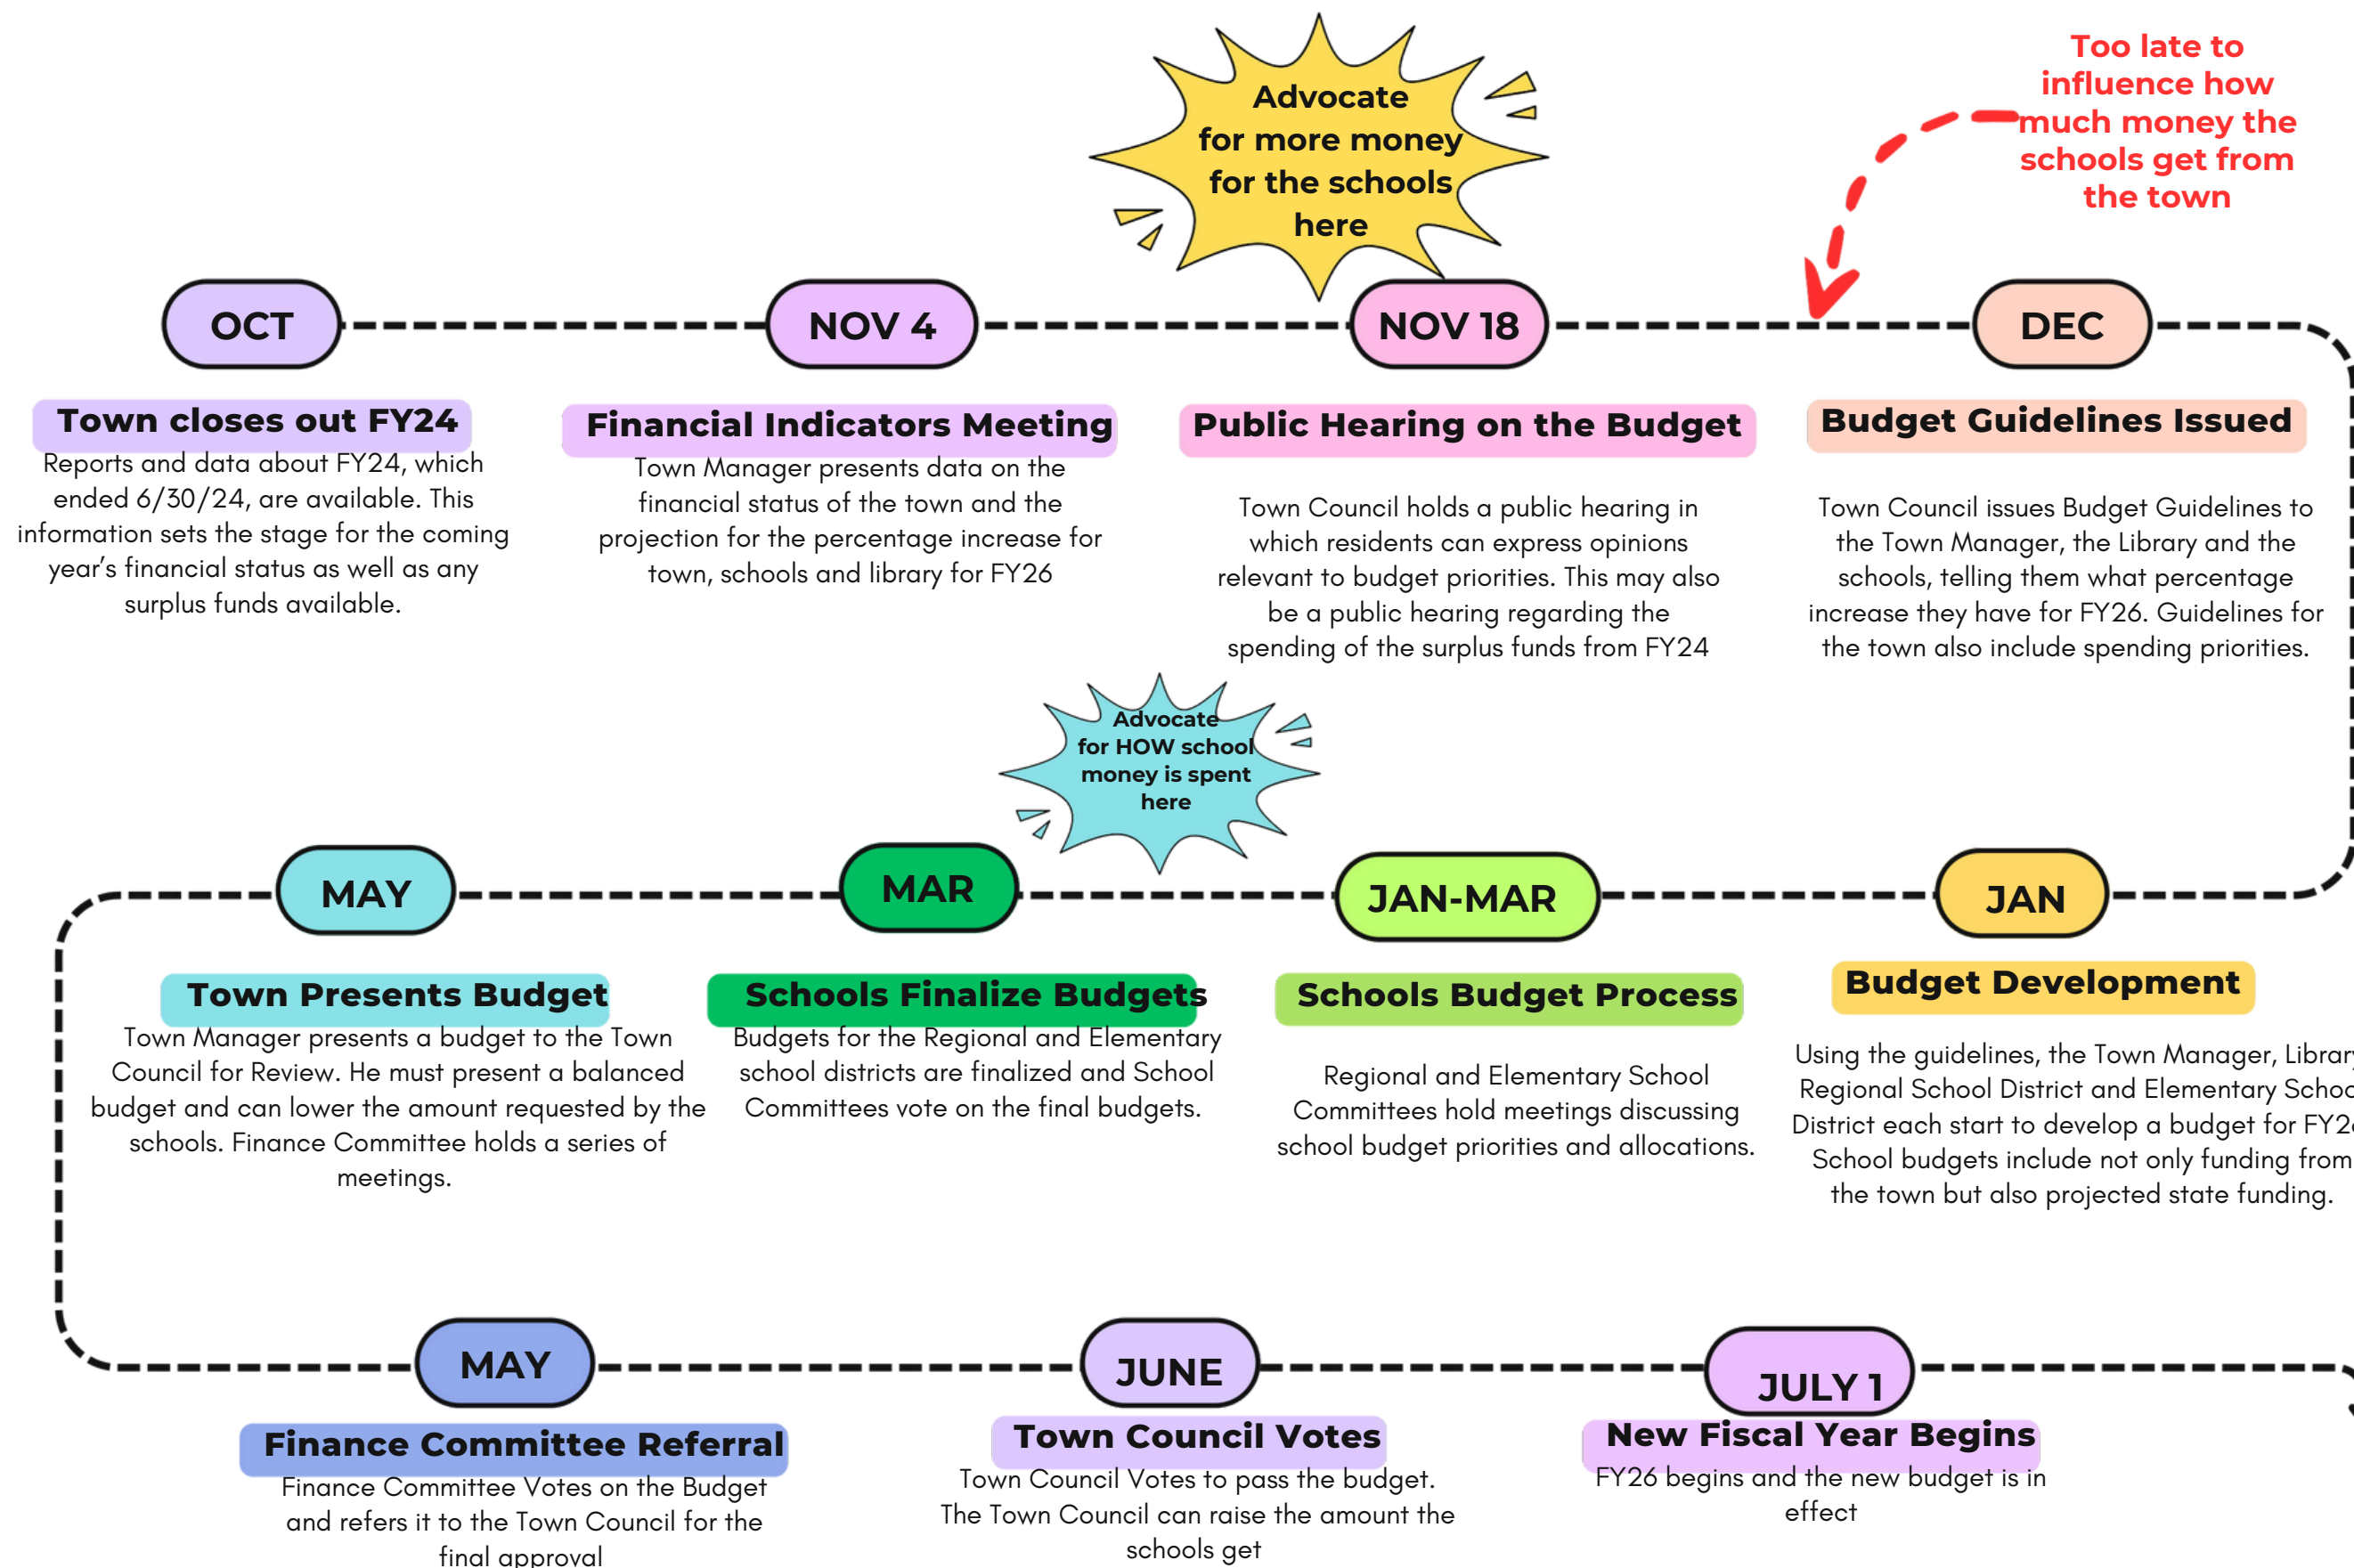 Advocate
for more money
for the schools
here
Too late to
influence how
much money the
schools get from
the town
OCT
NOV 4
NOV 18
DEC
Town closes out FY24
Reports and data about FY24, which
ended 6/30/24, are available. This
information sets the stage for the coming
year’s financial status as well as any
surplus funds available.
Financial Indicators Meeting
Town Manager presents data on the
financial status of the town and the
projection for the percentage increase for
town, schools and library for FY26
Public Hearing on the Budget
Town Council holds a public hearing in
which residents can express opinions
relevant to budget priorities. This may also
be a public hearing regarding the
spending of the surplus funds from FY24
Budget Guidelines Issued
Town Council issues Budget Guidelines to
the Town Manager, the Library and the
schools, telling them what percentage
increase they have for FY26. Guidelines for
the town also include spending priorities.
Advocate
for HOW school
money is spent
here
MAY
MAR
JAN-MAR
JAN
Town Presents Budget
Town Manager presents a budget to the Town
Council for Review. He must present a balanced
budget and can lower the amount requested by the
schools. Finance Committee holds a series of
meetings.
Schools Finalize Budgets
Budgets for the Regional and Elementary
school districts are finalized and School
Committees vote on the final budgets.
Schools Budget Process
Regional and Elementary School
Committees hold meetings discussing
school budget priorities and allocations.
Budget Development
Using the guidelines, the Town Manager, Library
Regional School District and Elementary Schoo
District each start to develop a budget for FY26
School budgets include not only funding from
the town but also projected state funding.
MAY
JUNE
JULY 1
Finance Committee Referral
Finance Committee Votes on the Budget
and refers it to the Town Council for the
final approval
Town Council Votes
Town Council Votes to pass the budget.
The Town Council can raise the amount the
schools get
New Fiscal Year Begins
FY26 begins and the new budget is in
effect